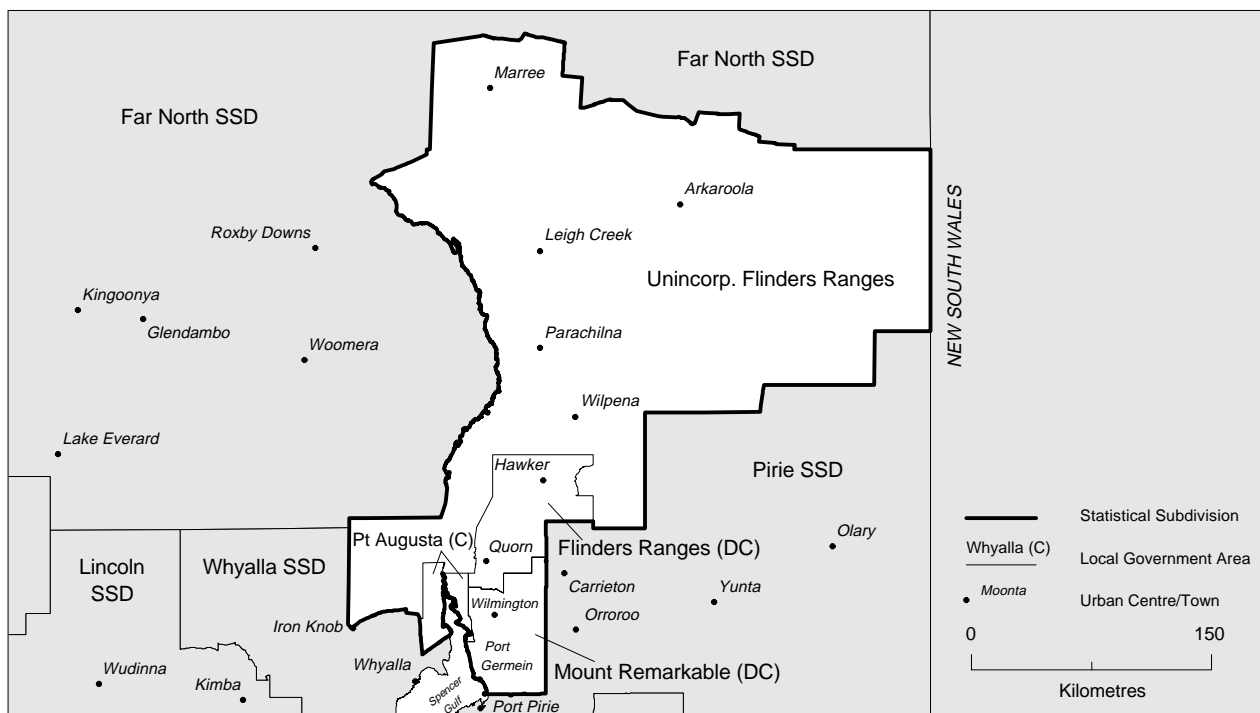 Far North SSD
Marree
Far North SSD
Arkaroola
NEW SOUTH WALES
Roxby Downs
Leigh Creek
Unincorp. Flinders Ranges
Kingoonya
Glendambo
Parachilna
Woomera
Wilpena
Lake Everard
Hawker
Pirie SSD
Statistical Subdivision
Olary
Pt Augusta (C)
Quorn
Flinders Ranges (DC)
Whyalla (C)
Local Government Area
Lincoln
SSD
Whyalla SSD
Carrieton
Yunta
Moonta
Urban Centre/Town
Wilmington
Orroroo
Iron Knob
0
150
Port
Germein
Whyalla
Mount Remarkable (DC)
Wudinna
Kimba
Spencer
Gulf
Port Pirie
Kilometres